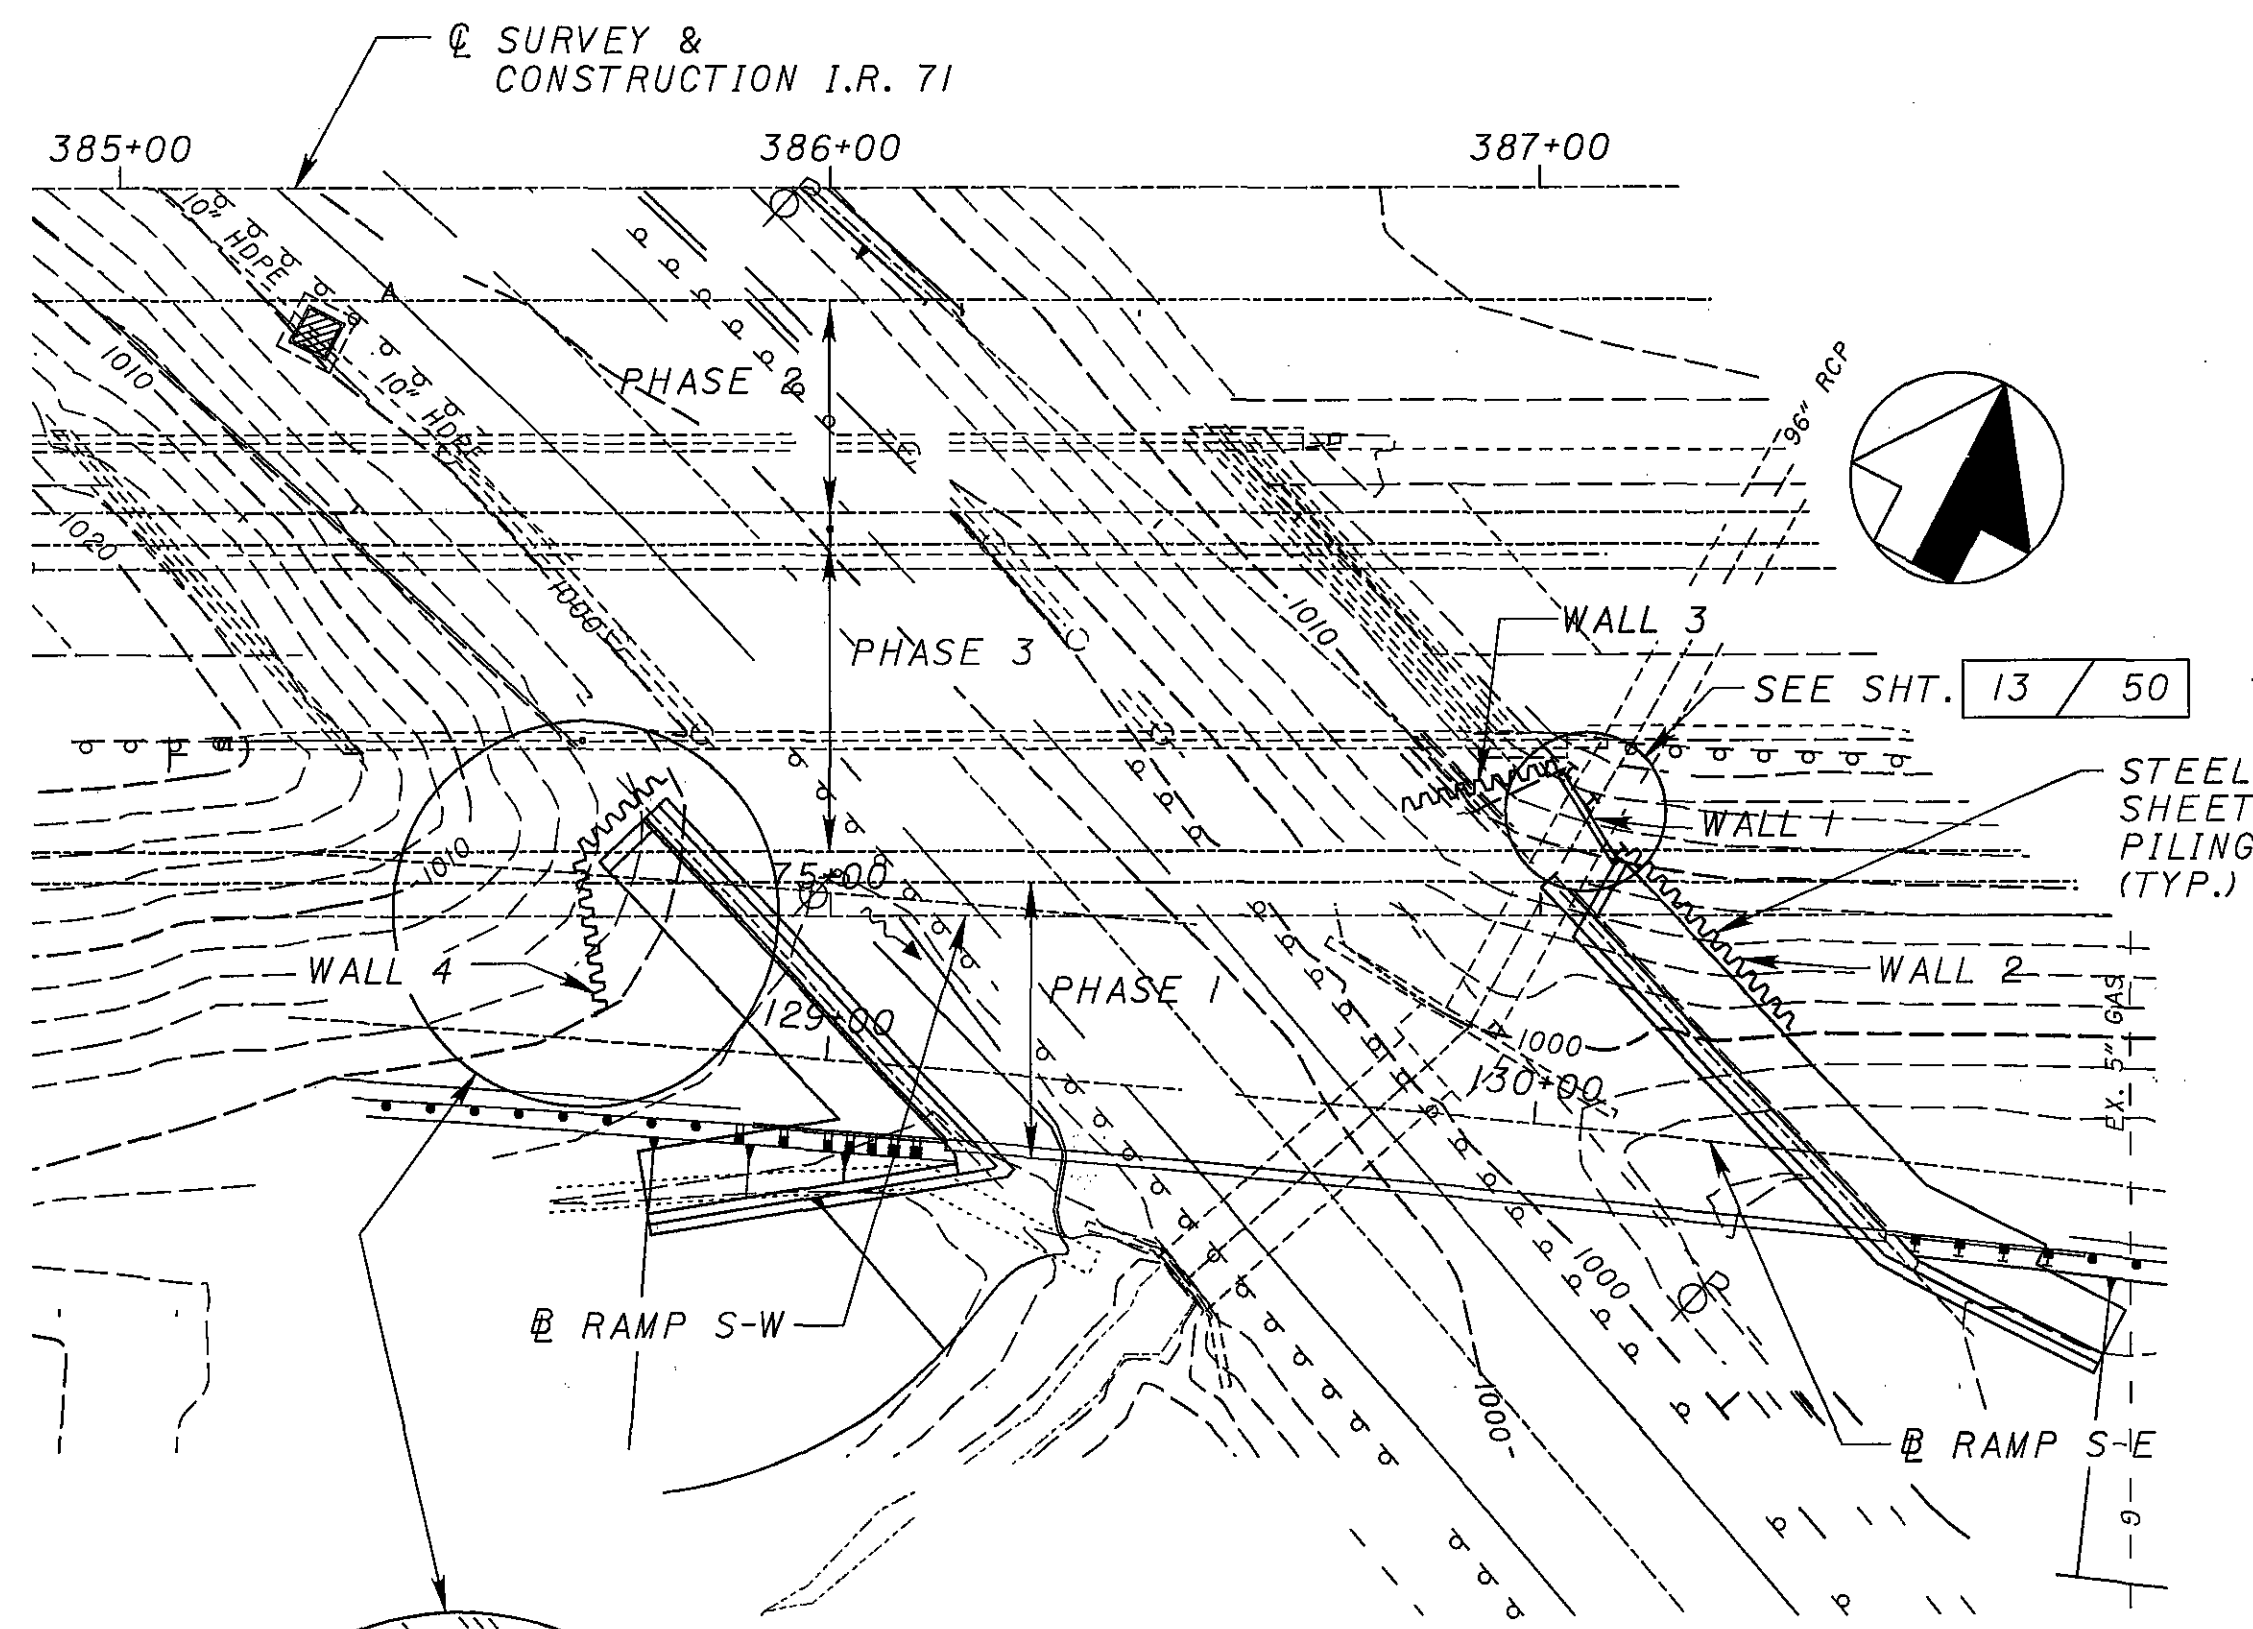 ℄ SURVEY &
CONSTRUCTION I.R. 71
385+00
386+00
387+00
10" HDPE
A
1010
PHASE 2
10" HDPE
96" RCP
1020
1000
1010
WALL 3
PHASE 3
SEE SHT. 13 / 50
STEEL
SHEET
PILING
(TYP.)
WALL 1
75+00
1010
WALL 4
PHASE 1
WALL 2
129+00
1000
130+00
EX. 5" GAS
1000
℄ RAMP S-W
1000
℄ RAMP S-E
G